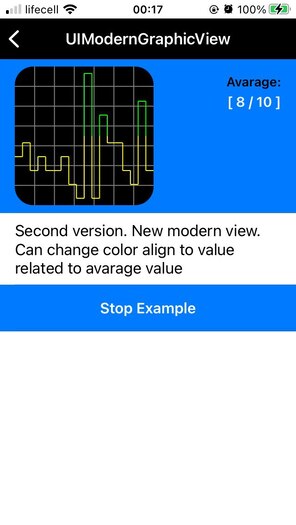 lifecell 00:17 100%
UIModernGraphicView
Avarage:
[ 8 / 10 ]
Second version. New modern view.
Can change color align to value
related to avarage value
Stop Example